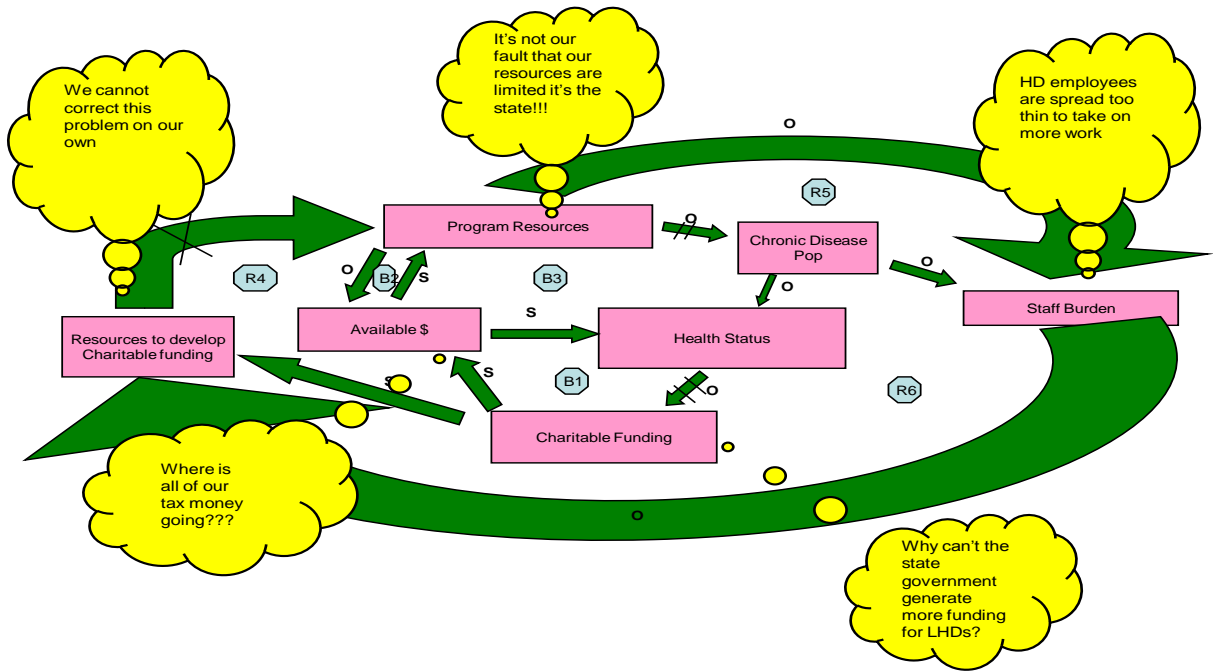 It's not our
fault that our
resources are
limited it's the
state!!!
We cannot
correct this
problem on our
own
HD employees
are spread too
thin to take on
more work
O
R5
Program Resources
O
Chronic Disease
Pop
R4
O
B2
S
B3
O
O
Staff Burden
Resources to develop
Charitable funding
Available $
S
Health Status
S
S
B1
O
R6
Charitable Funding
Where is
all of our
tax money
going???
O
Why can't the
state
government
generate
more funding
for LHDs?